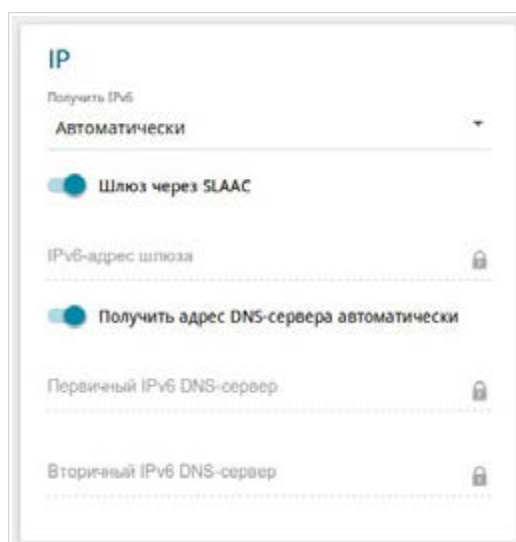 IP
Получить IPv6
Автоматически
Шлюз через SLAAC
IPv6-адрес шлюза
Получить адрес DNS-сервера автоматически
Первичный IPv6 DNS-сервер
Вторичный IPv6 DNS-сервер